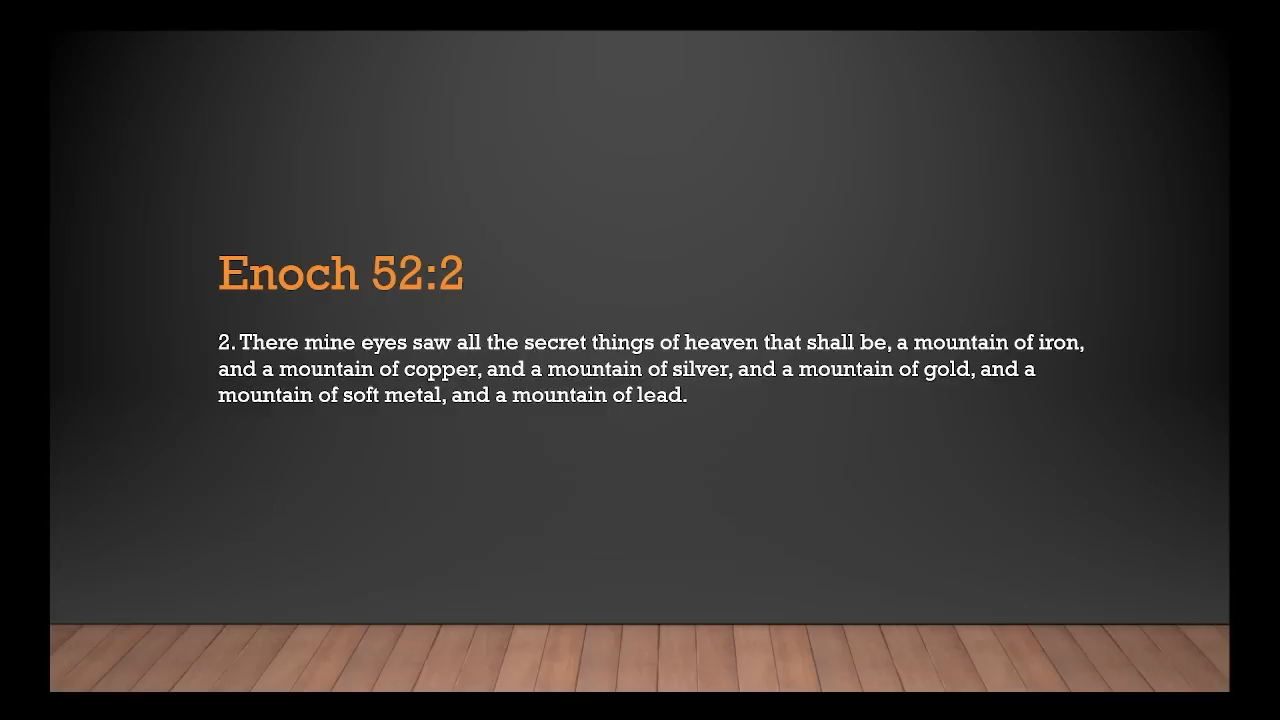 Enoch 52:2
2. There mine eyes saw all the secret things of heaven that shall be, a mountain of iron,
and a mountain of copper, and a mountain of silver, and a mountain of gold, and a
mountain of soft metal, and a mountain of lead.